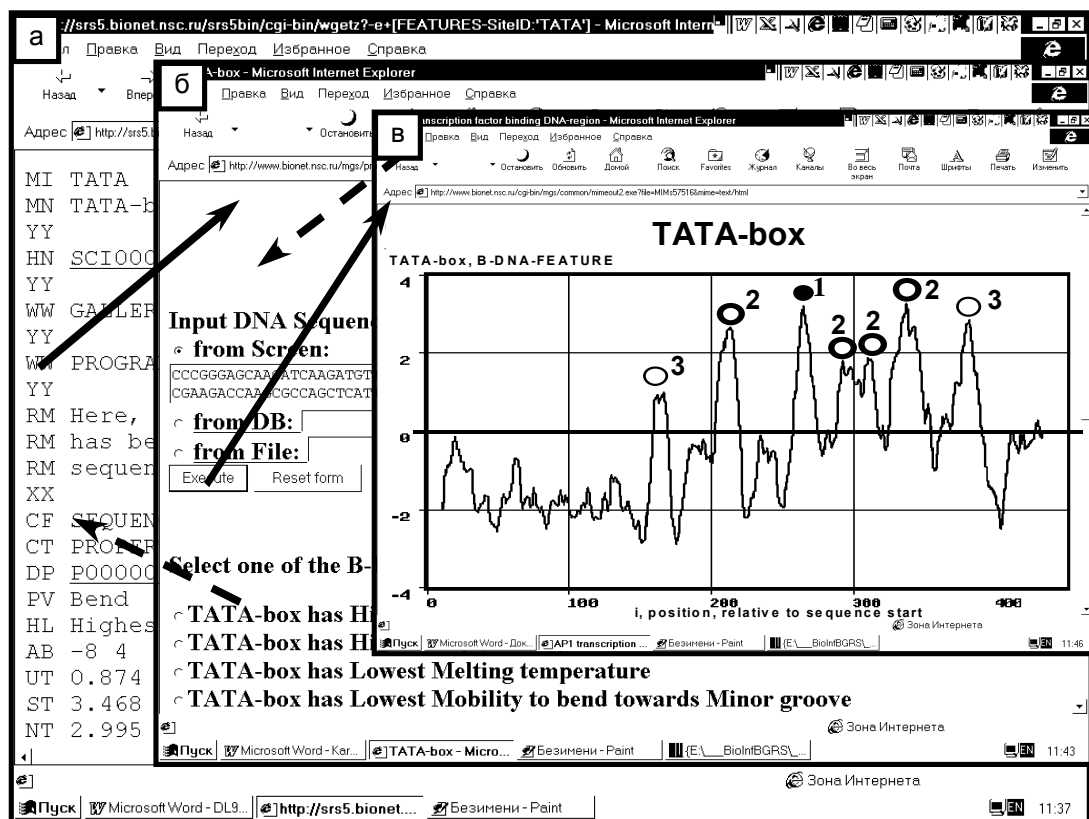 а
://srs5.bionet.nsc.ru/srs5bin/cgi-bin/wgetz?-e+[FEATURES-SiteID:'TATA'] - Microsoft Intern
Правка Вид Переход Избранное Справка
Назад
Адрес http://srs5.b
MI TATA
MN TATA-b
YY
HN SCI000
YY
WW GALLER
YY
WW PROGRA
YY
RM Here,
RM has be
RM sequen
XX
CF SEQUEN
CT PROPER
DP P00000
PV Bend
HL Highes
AB -8 4
UT 0.874
ST 3.468
NT 2.995
Зона Интернета
Пуск Microsoft Word - DL9... http://srs5.bionet.... Безимени - Paint EN 11:37
б
A-box - Microsoft Internet Explorer
Правка Вид Переход Избранное Справка
Назад Остановить
Адрес http://www.bionet.nsc.ru/mgs/pr
Input DNA Sequen
from Screen:
CCCGGGAGCAAGATCAAGATGT
CGAAGACCAAGCGCCAGCTCAT
from DB:
from File:
Execute Reset form
Select one of the B-
TATA-box has Hi
TATA-box has Hi
TATA-box has Lowest Melting temperature
TATA-box has Lowest Mobility to bend towards Minor groove
Зона Интернета
Пуск Microsoft Word - Kar... TATA-box - Micro... Безимени - Paint {E:\___BioInfBGRS\_... EN 11:43
в
nscription factor binding DNA-region - Microsoft Internet Explorer
Правка Вид Переход Избранное Справка
Назад Остановить Обновить Домой Поиск Favorites Журнал Каналы Во весь экран Почта Шрифты Печать Изменить
Адрес http://www.bionet.nsc.ru/cgi-bin/mgs/common/mimeout2.exe?file=MIMs57516&mime=text/html
TATA-box
TATA-box, B-DNA-FEATURE
4
2
0
-2
-4
3
2
1
2
2
2
3
0 100 200 300 400
i, position, relative to sequence start
Зона Интернета
Пуск Microsoft Word - Док... AP1 transcription ... Безимени - Paint {E:\___BioInfBGRS\_... EN 11:46